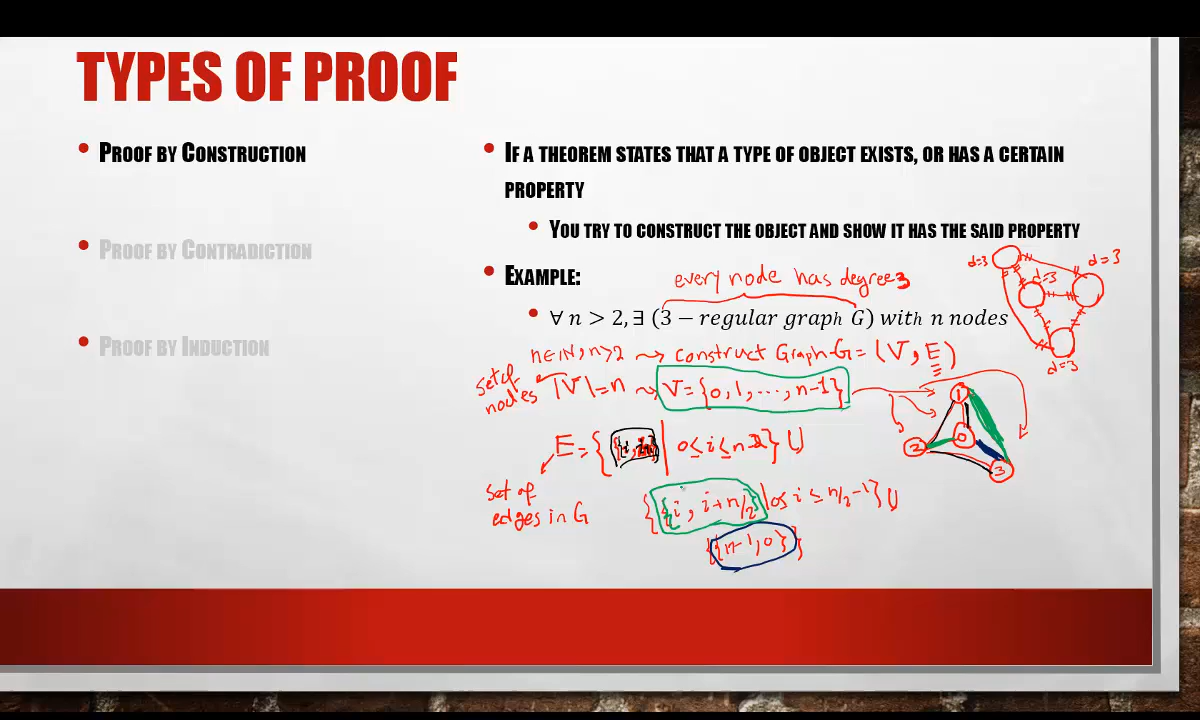 TYPES OF PROOF
• PROOF BY CONSTRUCTION
• PROOF BY CONTRADICTION
• PROOF BY INDUCTION
• IF A THEOREM STATES THAT A TYPE OF OBJECT EXISTS, OR HAS A CERTAIN
PROPERTY
• YOU TRY TO CONSTRUCT THE OBJECT AND SHOW IT HAS THE SAID PROPERTY
• EXAMPLE:
every node has degree 3
• ∀ n > 2, ∃ (3 − regular graph G) with n nodes
n∈ℕ, n>2 ⇝ construct Graph G = (V, E)
set of
nodes
|V| = n ⇝ V = {0, 1, ..., n-1}
E = { | 0 ≤ i ≤ n-2} U
set of
edges in G
{{i, i+n/2} | 0 ≤ i ≤ n/2 -1} U
{{n-1, 0}}
d=3
d=3
d=3
d=3
1
2
0
3